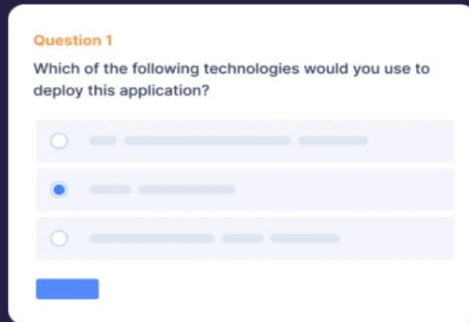 Question 1
Which of the following technologies would you use to
deploy this application?